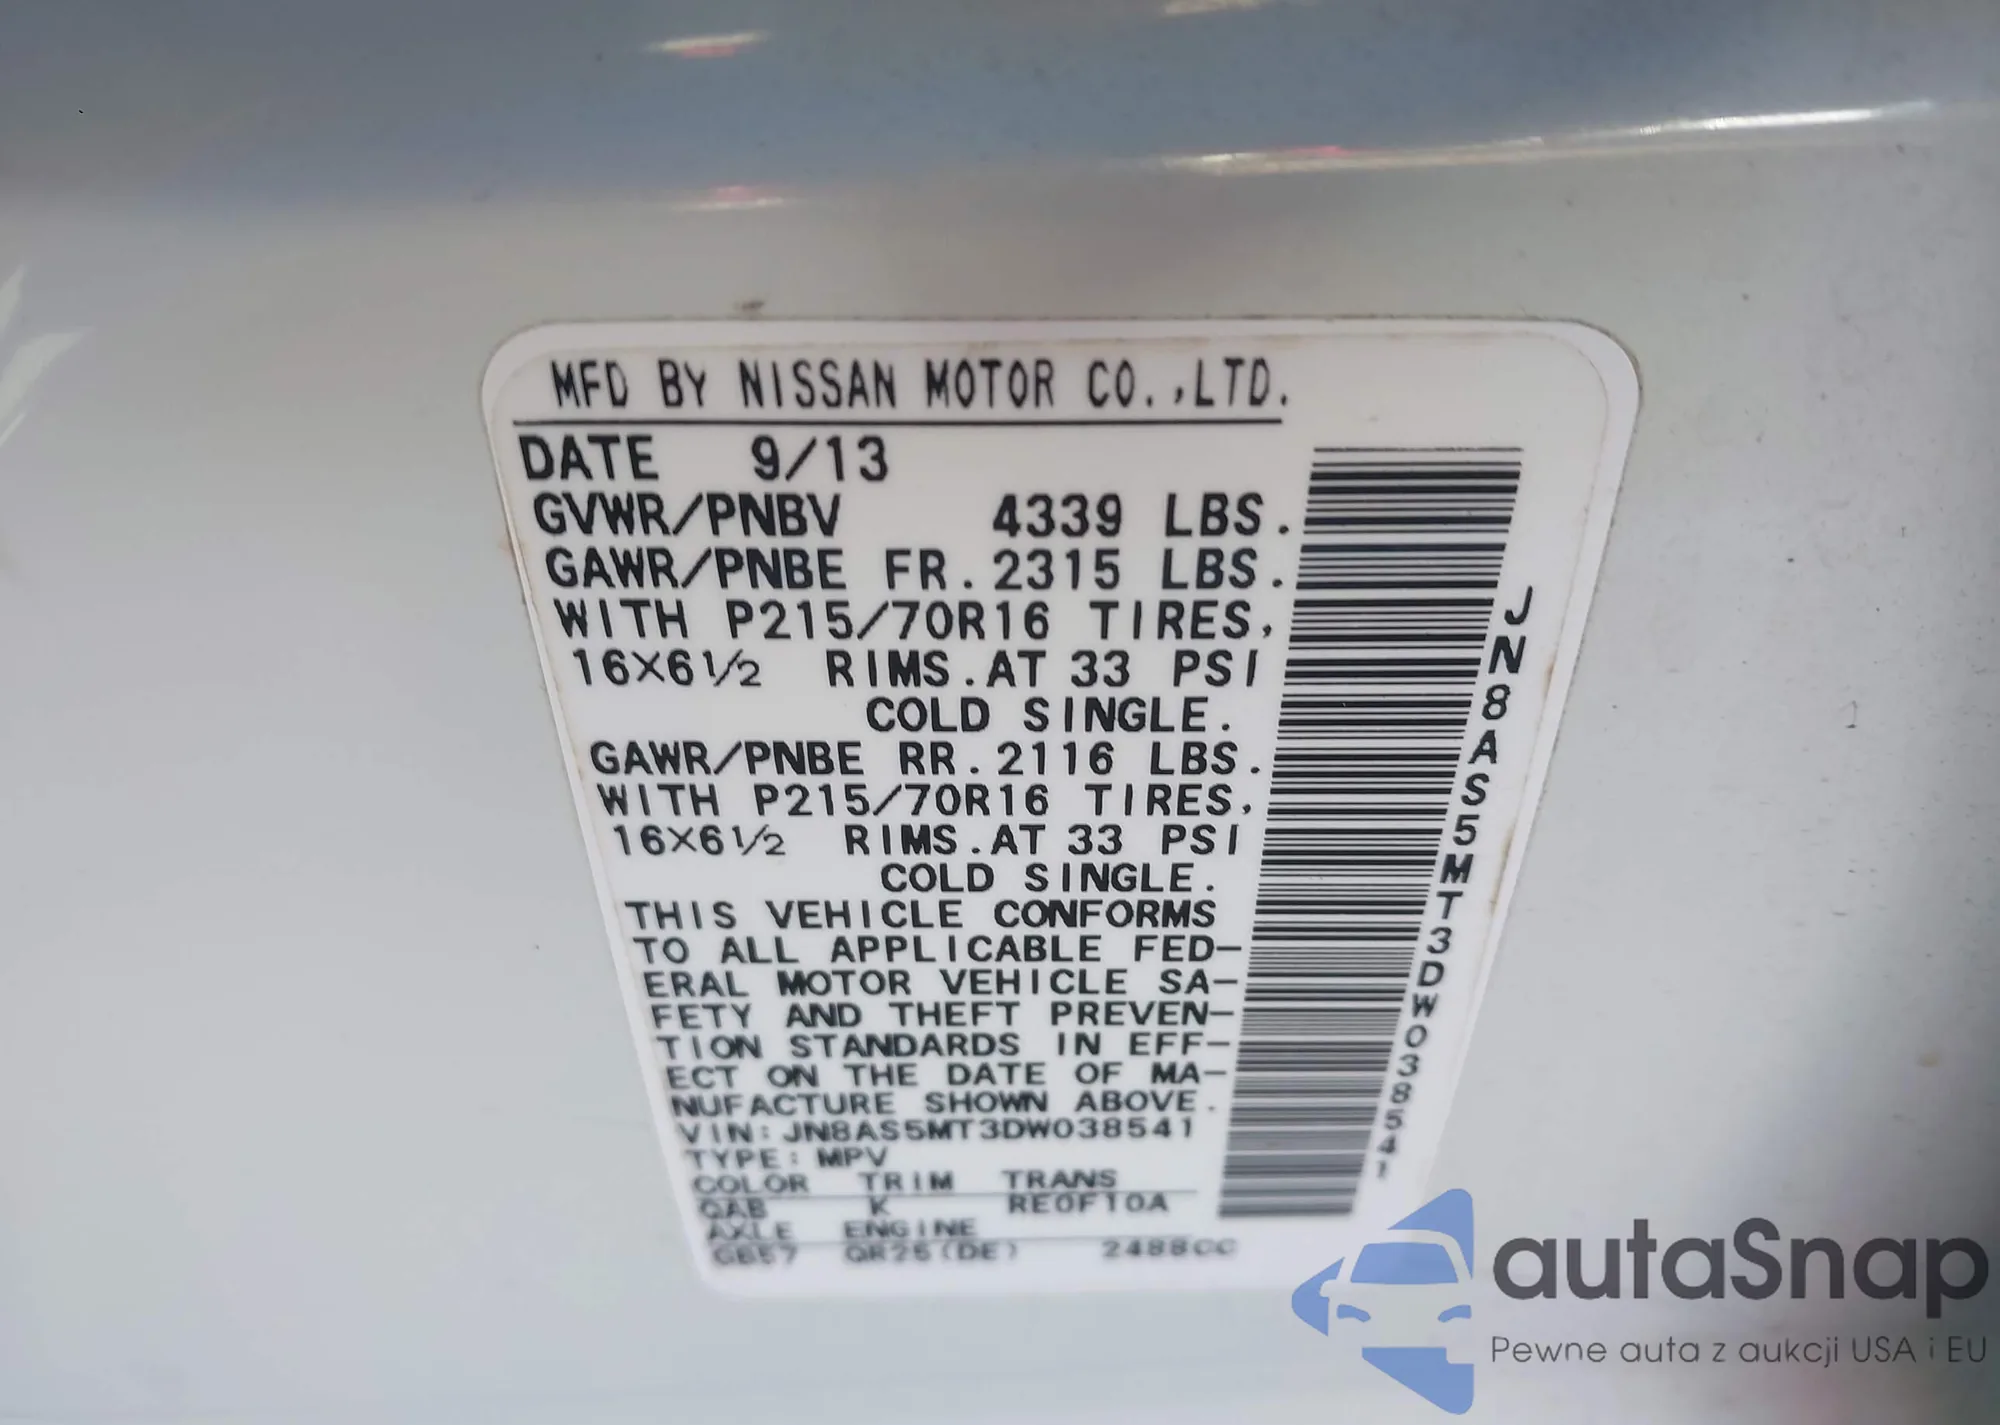 MFD BY NISSAN MOTOR CO.,LTD.
DATE 9/13
GVWR/PNBV 4339 LBS.
GAWR/PNBE FR.2315 LBS.
WITH P215/70R16 TIRES,
16X6½ RIMS.AT 33 PSI
COLD SINGLE.
GAWR/PNBE RR.2116 LBS.
WITH P215/70R16 TIRES,
16X6½ RIMS.AT 33 PSI
COLD SINGLE.
THIS VEHICLE CONFORMS
TO ALL APPLICABLE FED-
ERAL MOTOR VEHICLE SA-
FETY AND THEFT PREVEN-
TION STANDARDS IN EFF-
ECT ON THE DATE OF MA-
NUFACTURE SHOWN ABOVE.
VIN: JN8AS5MT3DW038541
TYPE: MPV
COLOR TRIM TRANS
QAB K RE0F10A
AXLE ENGINE
GB57 QR25(DE) 2488CC
JN8AS5MT3DW038541
autaSnap
Pewne auta z aukcji USA i EU